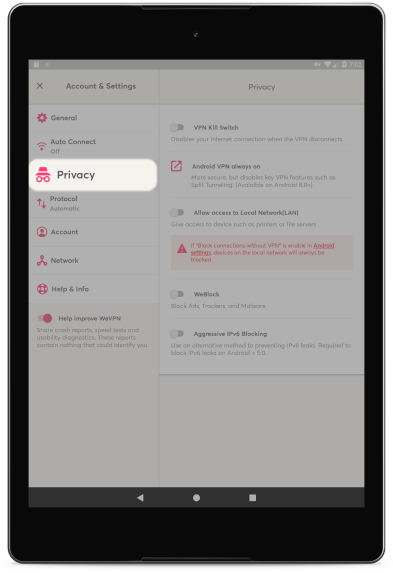 7:02
Account & Settings
Privacy
General
Auto Connect
Off
Privacy
Protocol
Automatic
Account
Network
Help & Info
Help improve WeVPN
Share crash reports, speed tests and
usability diagnostics. These reports
contain nothing that could identify you.
VPN Kill Switch
Disables your internet connection when the VPN disconnects
Android VPN always on
More secure, but disables key VPN features such as
Split Tunneling. (Available on Android 8.0+)
Allow access to Local Network(LAN)
Give access to device such as printers or file servers
If "Block connections without VPN" is enable in Android
settings, devices on the local network will always be
blocked.
WeBlock
Block Ads, Trackers, and Malware
Aggressive IPv6 Blocking
Use an alternative method to preventing IPv6 leaks. Required to
block IPv6 leaks on Android < 5.0.